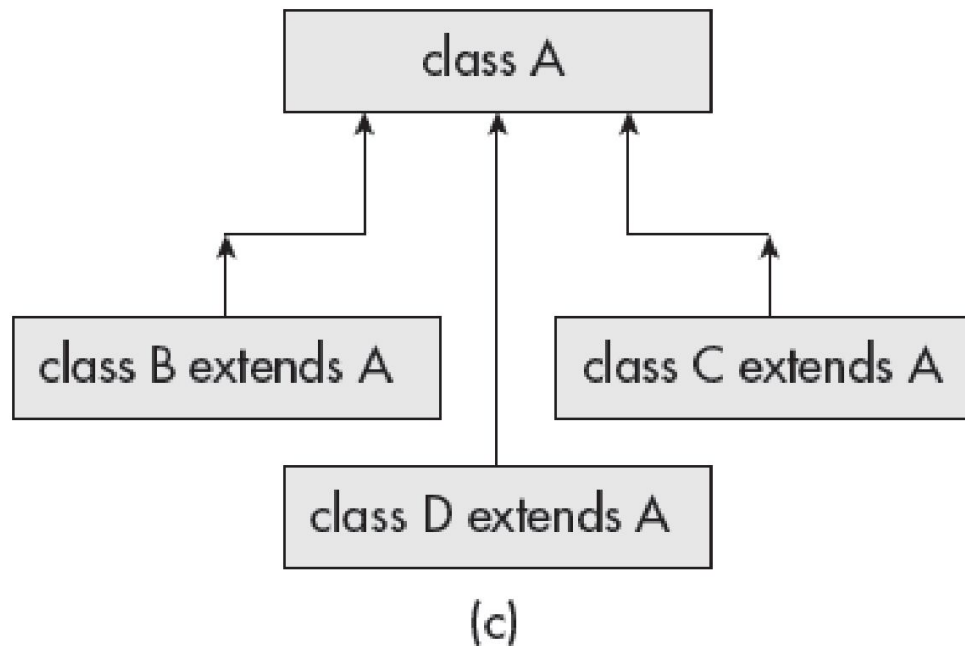 class A
class B extends A
class C extends A
class D extends A
(c)